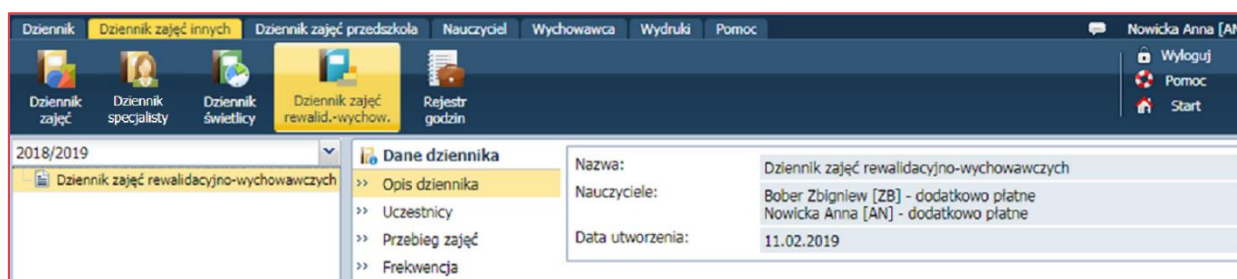 Dziennik Dziennik zajęć innych Dziennik zajęć przedszkola Nauczyciel Wychowawca Wydruki Pomoc Nowicka Anna [AN
Dziennik zajęć
Dziennik specjalisty
Dziennik świetlicy
Dziennik zajęć rewalid.-wychow.
Rejestr godzin
Wyloguj
Pomoc
Start
2018/2019
Dziennik zajęć rewalidacyjno-wychowawczych
Dane dziennika
>> Opis dziennika
>> Uczestnicy
>> Przebieg zajęć
>> Frekwencja
Nazwa: Dziennik zajęć rewalidacyjno-wychowawczych
Nauczyciele: Bober Zbigniew [ZB] - dodatkowo płatne
Nowicka Anna [AN] - dodatkowo płatne
Data utworzenia: 11.02.2019